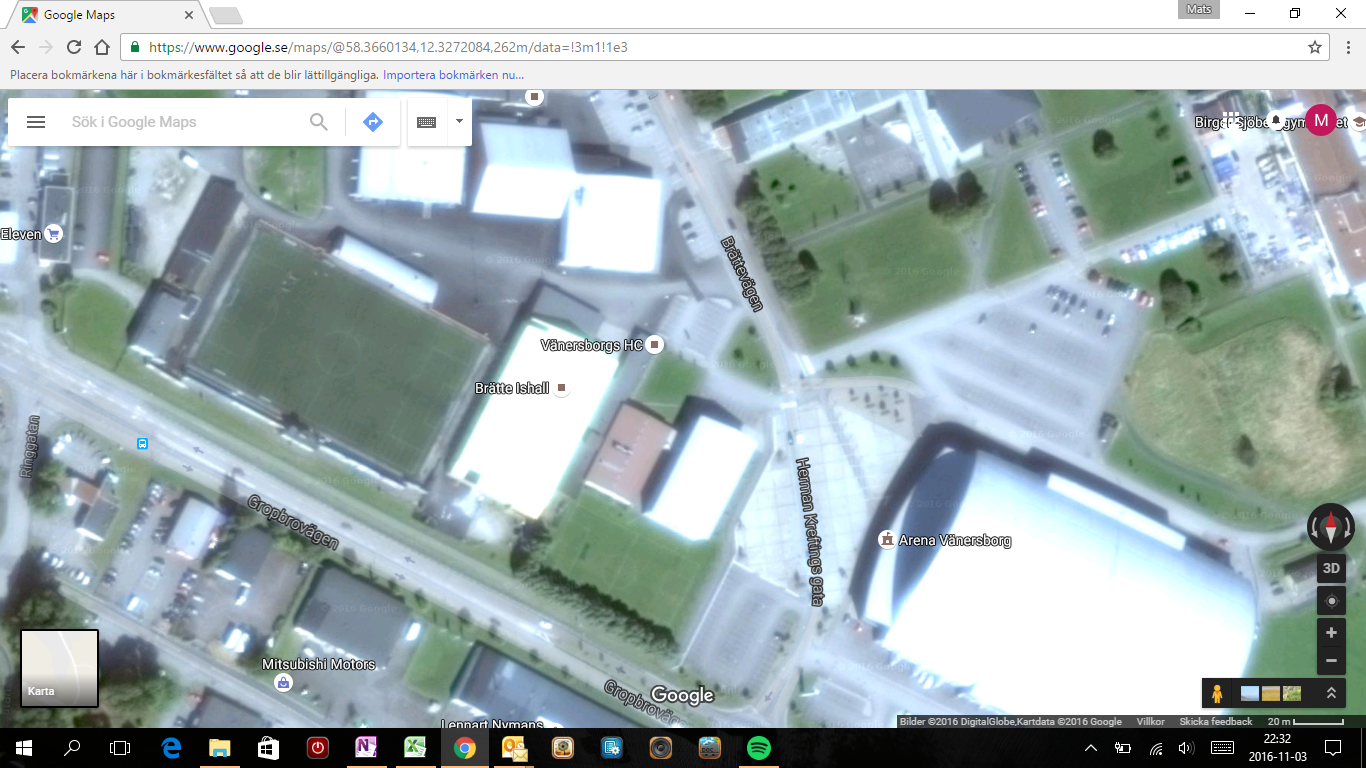 Google Maps
Mats
https://www.google.se/maps/@58.3660134,12.3272084,262m/data=!3m1!1e3
Placera bokmärkena här i bokmärkesfältet så att de blir lättillgängliga. Importera bokmärken nu...
Sök i Google Maps
M
Eleven
Brättevägen
Vänersborgs HC
Brätte Ishall
Ringgatan
Herman Kreftings gata
Gropbrovägen
Arena Vänersborg
3D
Mitsubishi Motors
Karta
Google
Lennart Nymans
Bilder ©2016 DigitalGlobe,Kartdata ©2016 Google Villkor Skicka feedback 20 m
22:32
2016-11-03